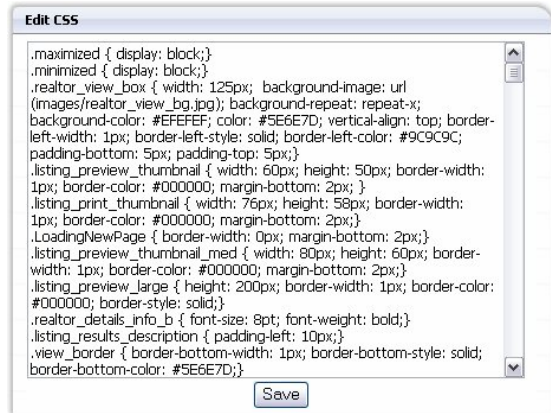 Edit CSS
.maximized { display: block;}
.minimized { display: block;}
.realtor_view_box { width: 125px;  background-image: url
(images/realtor_view_bg.jpg); background-repeat: repeat-x;
background-color: #EFEFEF; color: #5E6E7D; vertical-align: top; border-
left-width: 1px; border-left-style: solid; border-left-color: #9C9C9C;
padding-bottom: 5px; padding-top: 5px;}
.listing_preview_thumbnail { width: 60px; height: 50px; border-width:
1px; border-color: #000000; margin-bottom: 2px; }
.listing_print_thumbnail { width: 76px; height: 58px; border-width:
1px; border-color: #000000; margin-bottom: 2px;}
.LoadingNewPage { border-width: 0px; margin-bottom: 2px;}
.listing_preview_thumbnail_med { width: 80px; height: 60px; border-
width: 1px; border-color: #000000; margin-bottom: 2px;}
.listing_preview_large { height: 200px; border-width: 1px; border-color:
#000000; border-style: solid;}
.realtor_details_info_b { font-size: 8pt; font-weight: bold;}
.listing_results_description { padding-left: 10px;}
.view_border { border-bottom-width: 1px; border-bottom-style: solid;
border-bottom-color: #5E6E7D;}
Save